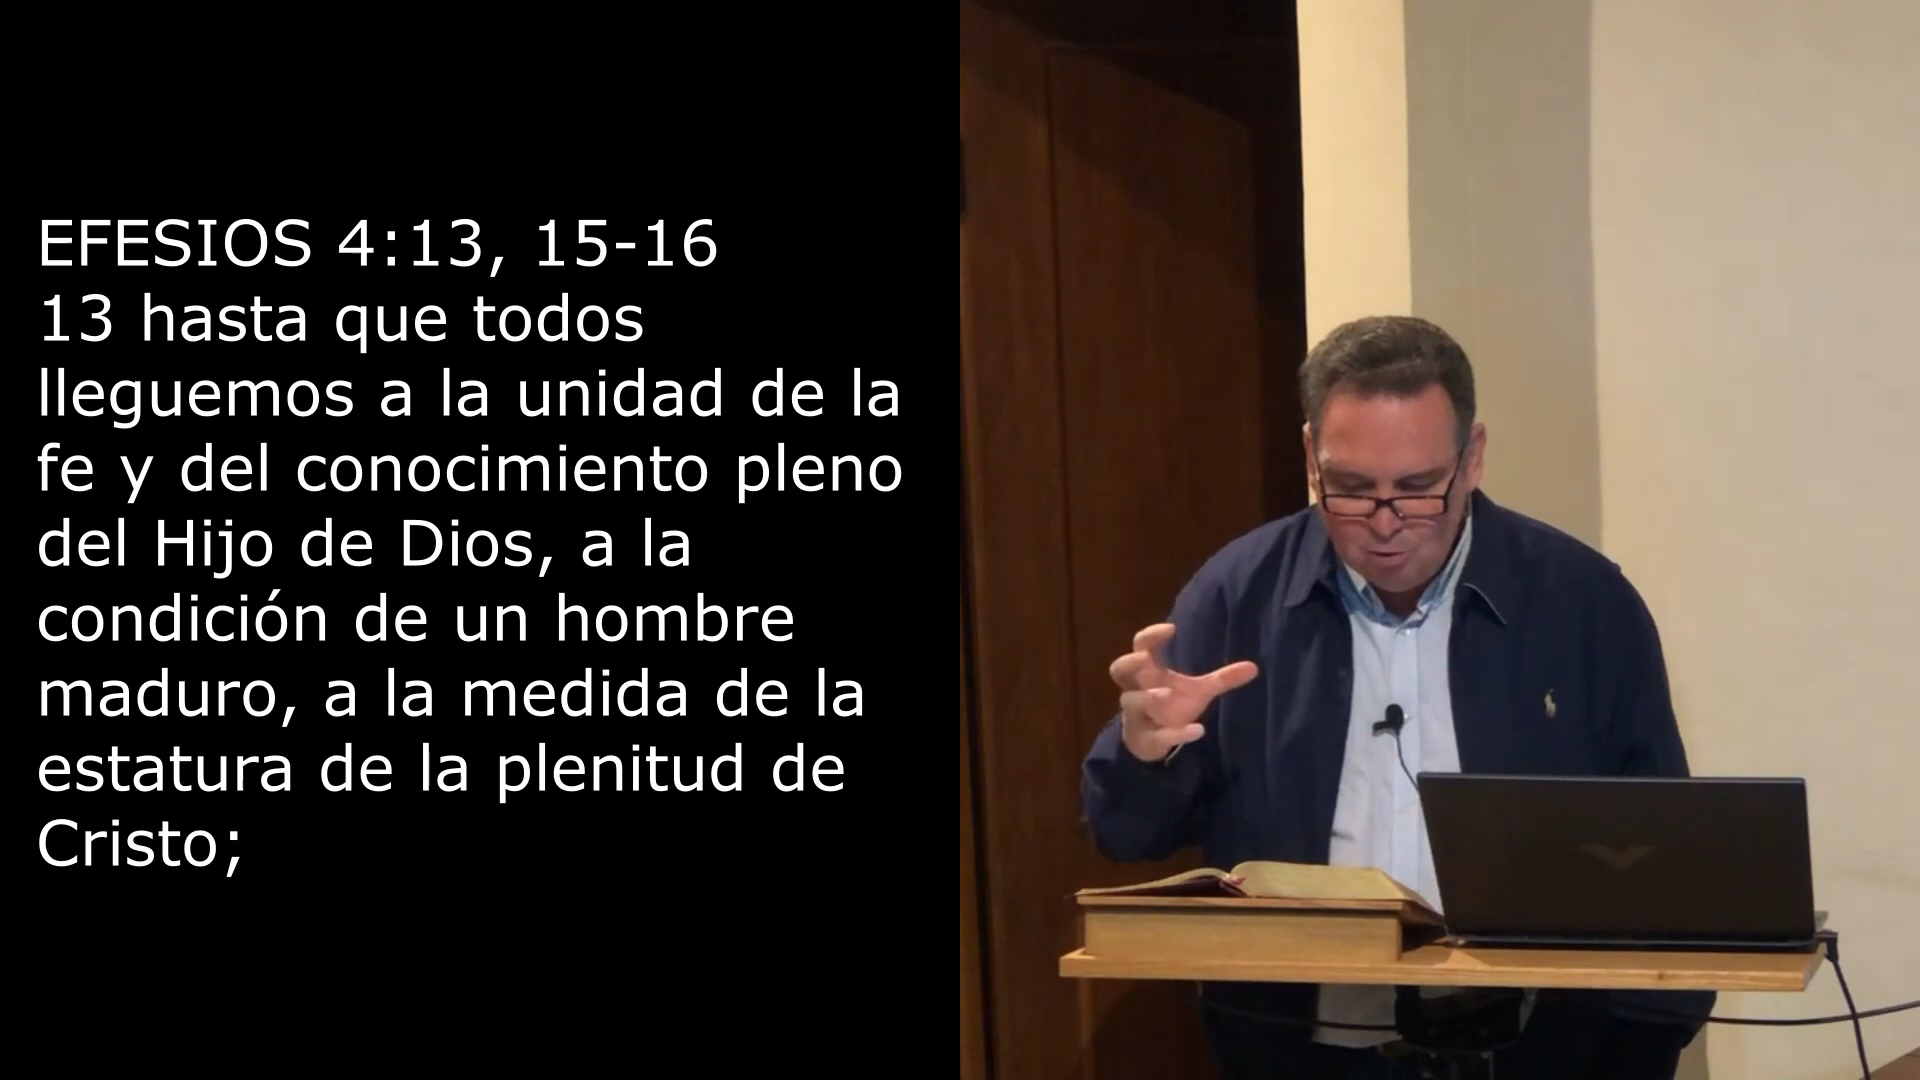 EFESIOS 4:13, 15-16
13 hasta que todos
lleguemos a la unidad de la
fe y del conocimiento pleno
del Hijo de Dios, a la
condición de un hombre
maduro, a la medida de la
estatura de la plenitud de
Cristo;